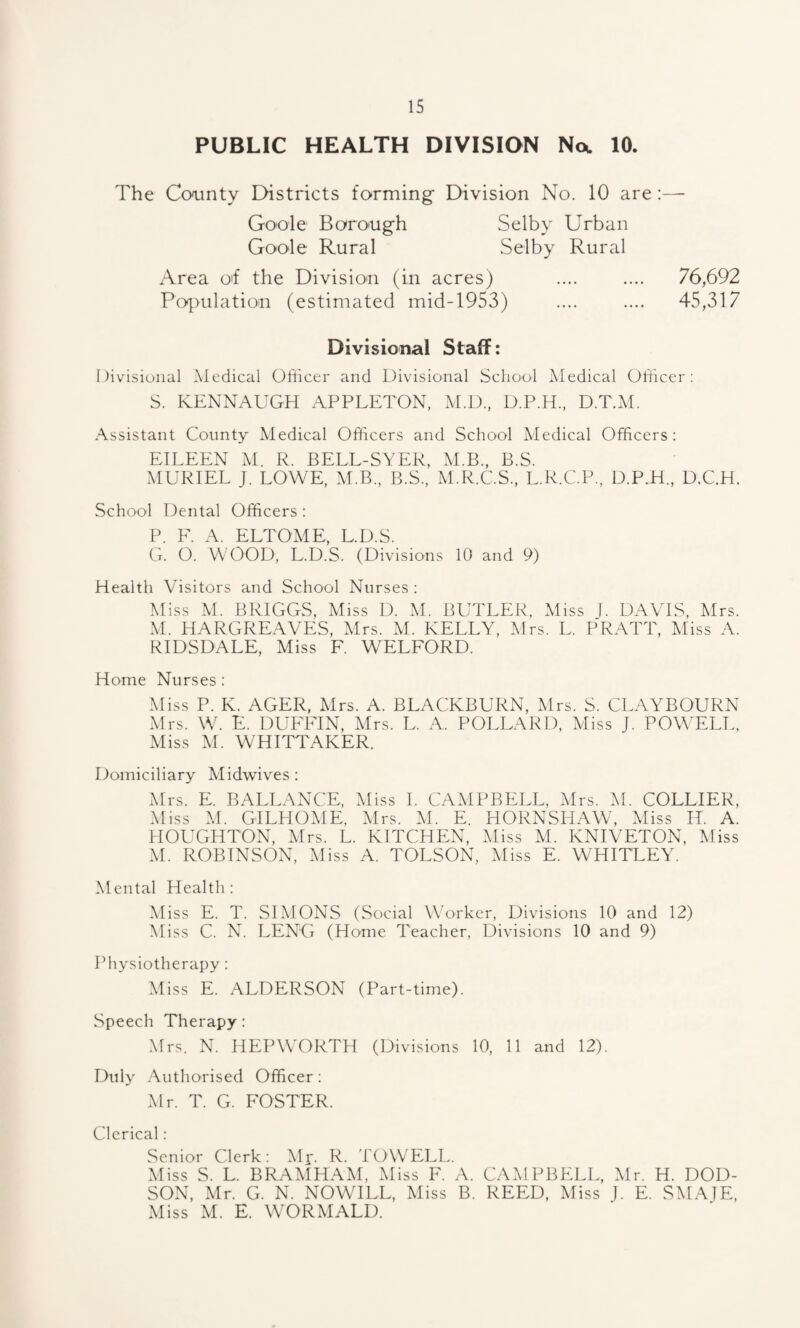 15
PUBLIC HEALTH DIVISION No. 10.
The County Districts forming Division No. 10 are:—
Goole Borough Selby Urban
Goole Rural Selby Rural
Area of the Division (in acres) .... .... 76,692
Population (estimated mid-1953) .... .... 45,317
Divisional Staff:
Divisional Medical Officer and Divisional School Medical Officer:
S. KENNAUGH APPLETON, M.D., D.P.H., D.T.M.
Assistant County Medical Officers and School Medical Officers:
EILEEN M. R. BELL-SYER, M.B., B.S.
MURIEL J. LOWE, M.B., B.S., M.R.C.S., L.R.C.P., D.P.H., D.C.H.
School Dental Officers:
P. F. A. ELTOME, L.D.S.
G. O. WOOD, L.D.S. (Divisions 10 and 9)
Health Visitors and School Nurses:
Miss M. BRIGGS, Miss D. M. BUTLER, Miss J. DAVIS, Mrs.
M. HARGREAVES, Mrs. M. KELLY, Mrs. L. PRATT, Miss A.
RIDSDALE, Miss F. WELFORD.
Home Nurses:
Miss P. K. AGER, Mrs. A. BLACKBURN, Mrs. S. CLAYBOURN
Mrs. W. E. DUFFIN, Mrs. L. A. POLLARD, Miss J. POWELL,
Miss M. WHITTAKER.
Domiciliary Midwives:
Mrs. E. BALLANCE, Miss I. CAMPBELL, Mrs. M. COLLIER,
Miss M. GILHOME, Mrs. M. E. HORNSHAW, Miss H. A.
HOUGHTON, Mrs. L. KITCHEN, Miss M. KNIVETON, Miss
M. ROBINSON, Miss A. TOLSON, Miss E. WHITLEY.
Mental Health:
Miss E. T. SIMONS (Social Worker, Divisions 10 and 12)
Miss C. N. LENG (Home Teacher, Divisions 10 and 9)
Physiotherapy:
Miss E. ALDERSON (Part-time).
Speech Therapy:
Mrs. N. HEPWORTH (Divisions 10, 11 and 12).
Duly Authorised Officer:
Mr. T. G. FOSTER.
Clerical:
Senior Clerk: Mr. R. TOWELL.
Miss S. L. BRAMHAM, Miss F. A. CAMPBELL, Mr. H. DOD-
SON, Mr. G. N. NOWILL, Miss B. REED, Miss J. E. SMAJE,
Miss M. E. WORMALD.